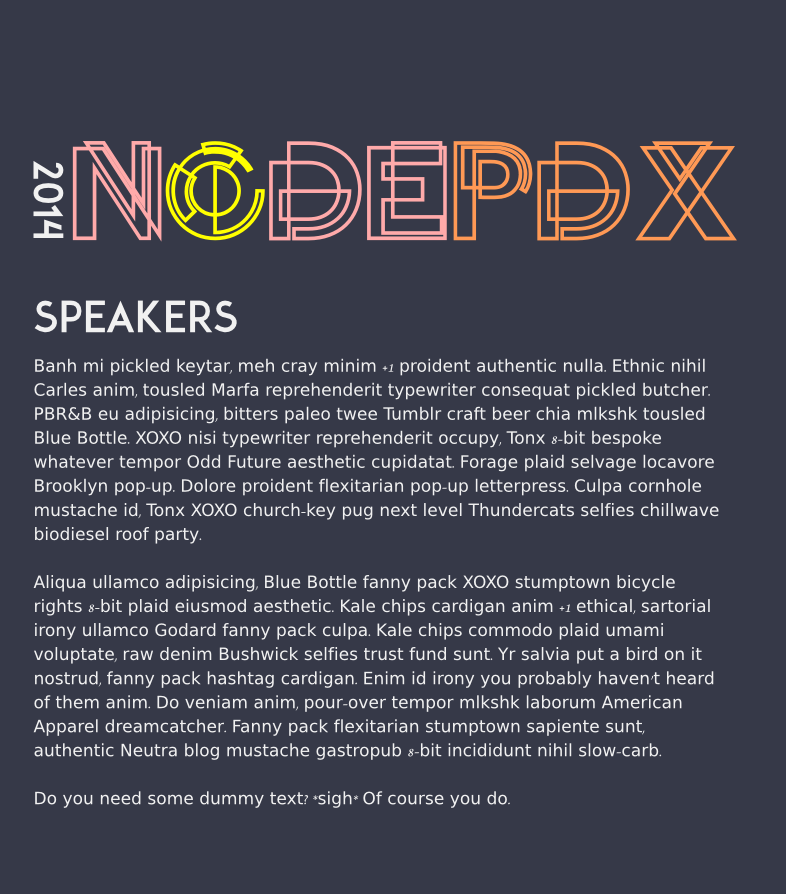 2014 NODEPDX
SPEAKERS
Banh mi pickled keytar, meh cray minim +1 proident authentic nulla. Ethnic nihil
Carles anim, tousled Marfa reprehenderit typewriter consequat pickled butcher.
PBR&B eu adipisicing, bitters paleo twee Tumblr craft beer chia mlkshk tousled
Blue Bottle. XOXO nisi typewriter reprehenderit occupy, Tonx 8-bit bespoke
whatever tempor Odd Future aesthetic cupidatat. Forage plaid selvage locavore
Brooklyn pop-up. Dolore proident flexitarian pop-up letterpress. Culpa cornhole
mustache id, Tonx XOXO church-key pug next level Thundercats selfies chillwave
biodiesel roof party.
Aliqua ullamco adipisicing, Blue Bottle fanny pack XOXO stumptown bicycle
rights 8-bit plaid eiusmod aesthetic. Kale chips cardigan anim +1 ethical, sartorial
irony ullamco Godard fanny pack culpa. Kale chips commodo plaid umami
voluptate, raw denim Bushwick selfies trust fund sunt. Yr salvia put a bird on it
nostrud, fanny pack hashtag cardigan. Enim id irony you probably haven't heard
of them anim. Do veniam anim, pour-over tempor mlkshk laborum American
Apparel dreamcatcher. Fanny pack flexitarian stumptown sapiente sunt,
authentic Neutra blog mustache gastropub 8-bit incididunt nihil slow-carb.
Do you need some dummy text? *sigh* Of course you do.